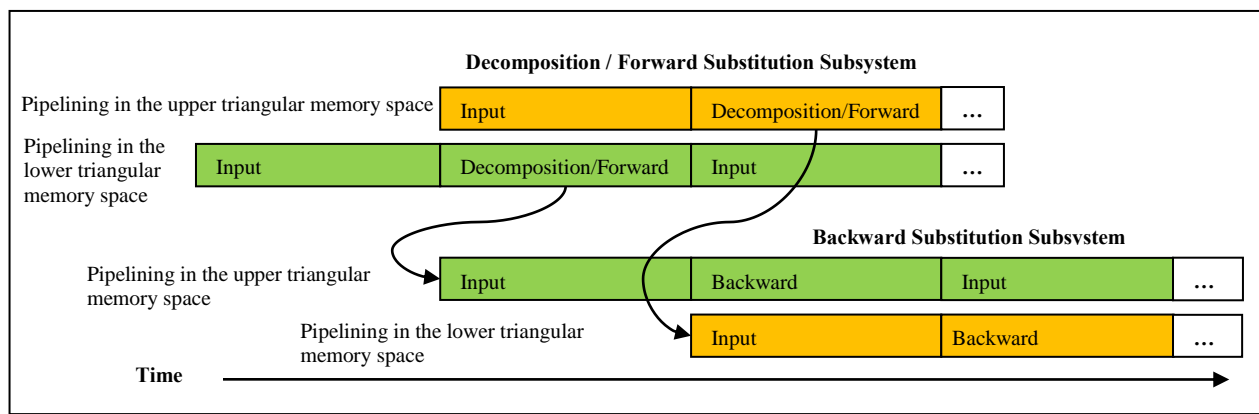 Decomposition / Forward Substitution Subsystem
Pipelining in the upper triangular memory space
Input
Decomposition/Forward
...
Pipelining in the
lower triangular
memory space
Input
Decomposition/Forward
Input
...
Backward Substitution Subsystem
Pipelining in the upper triangular
memory space
Input
Backward
Input
...
Pipelining in the lower triangular
memory space
Input
Backward
...
Time